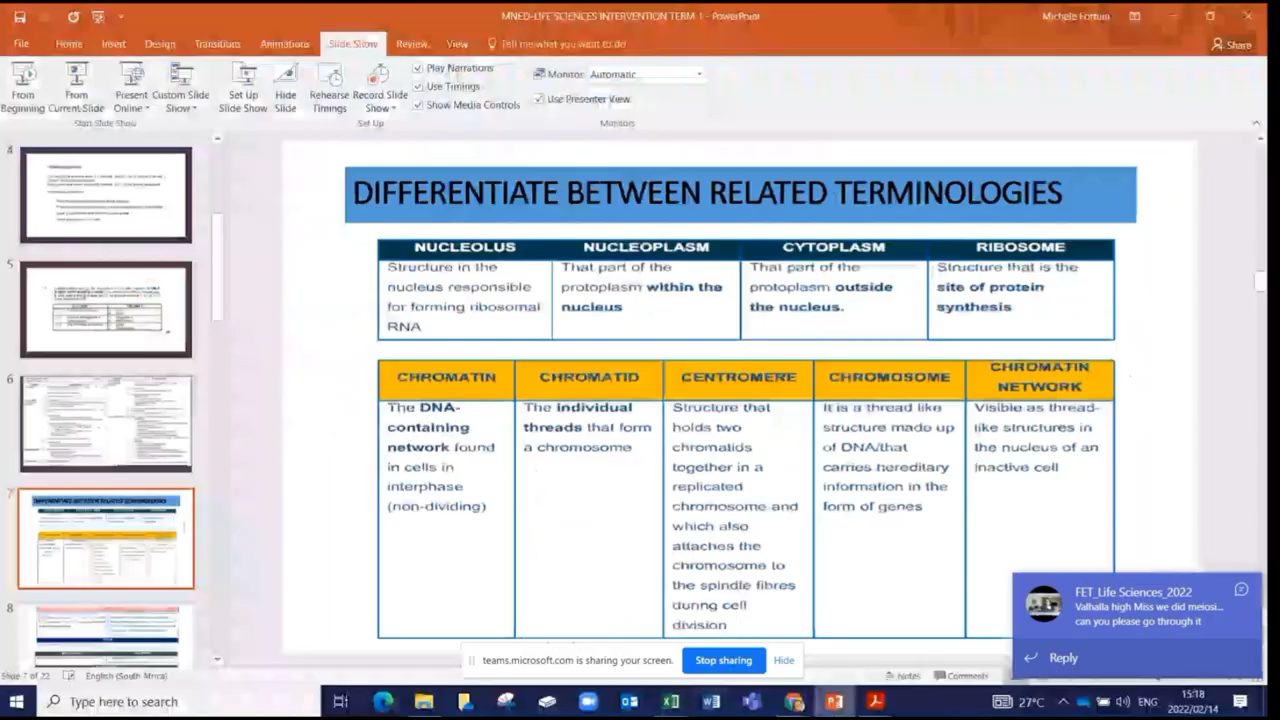 MNED-LIFE SCIENCES INTERVENTION TERM 1 - PowerPoint
Michele Fortuin
File Home Insert Design Transitions Animations Slide Show Review View Tell me what you want to do
Share
From Beginning
From Current Slide
Present Online
Custom Slide Show
Set Up Slide Show
Hide Slide
Rehearse Timings
Record Slide Show
Play Narrations
Use Timings
Show Media Controls
Monitor: Automatic
Use Presenter View
Start Slide Show
Set Up
Monitors
4
5
6
7
8
DIFFERENTIATE BETWEEN RELATED TERMINOLOGIES
NUCLEOLUS
Structure in the
nucleus responsible
for forming ribosomal
RNA
NUCLEOPLASM
That part of the
protoplasm within the
nucleus
CYTOPLASM
That part of the
protoplasm outside
the nucleus.
RIBOSOME
Structure that is the
site of protein
synthesis
CHROMATIN
The DNA-
containing
network found
in cells in
interphase
(non-dividing)
CHROMATID
The individual
threads that form
a chromosome
CENTROMERE
Structure that
holds two
chromatids
together in a
replicated
chromosome and
which also
attaches the
chromosome to
the spindle fibres
during cell
division
CHROMOSOME
It is a thread like
structure made up
of DNA/that
carries hereditary
information in the
form of genes
CHROMATIN
NETWORK
Visible as thread-
like structures in
the nucleus of an
inactive cell
FET_Life Sciences_2022
Valhalla high Miss we did meiosi...
can you please go through it
Reply
teams.microsoft.com is sharing your screen.
Stop sharing
Hide
Slide 7 of 22
English (South Africa)
Notes
Comments
Type here to search
27°C
ENG
15:18
2022/02/14